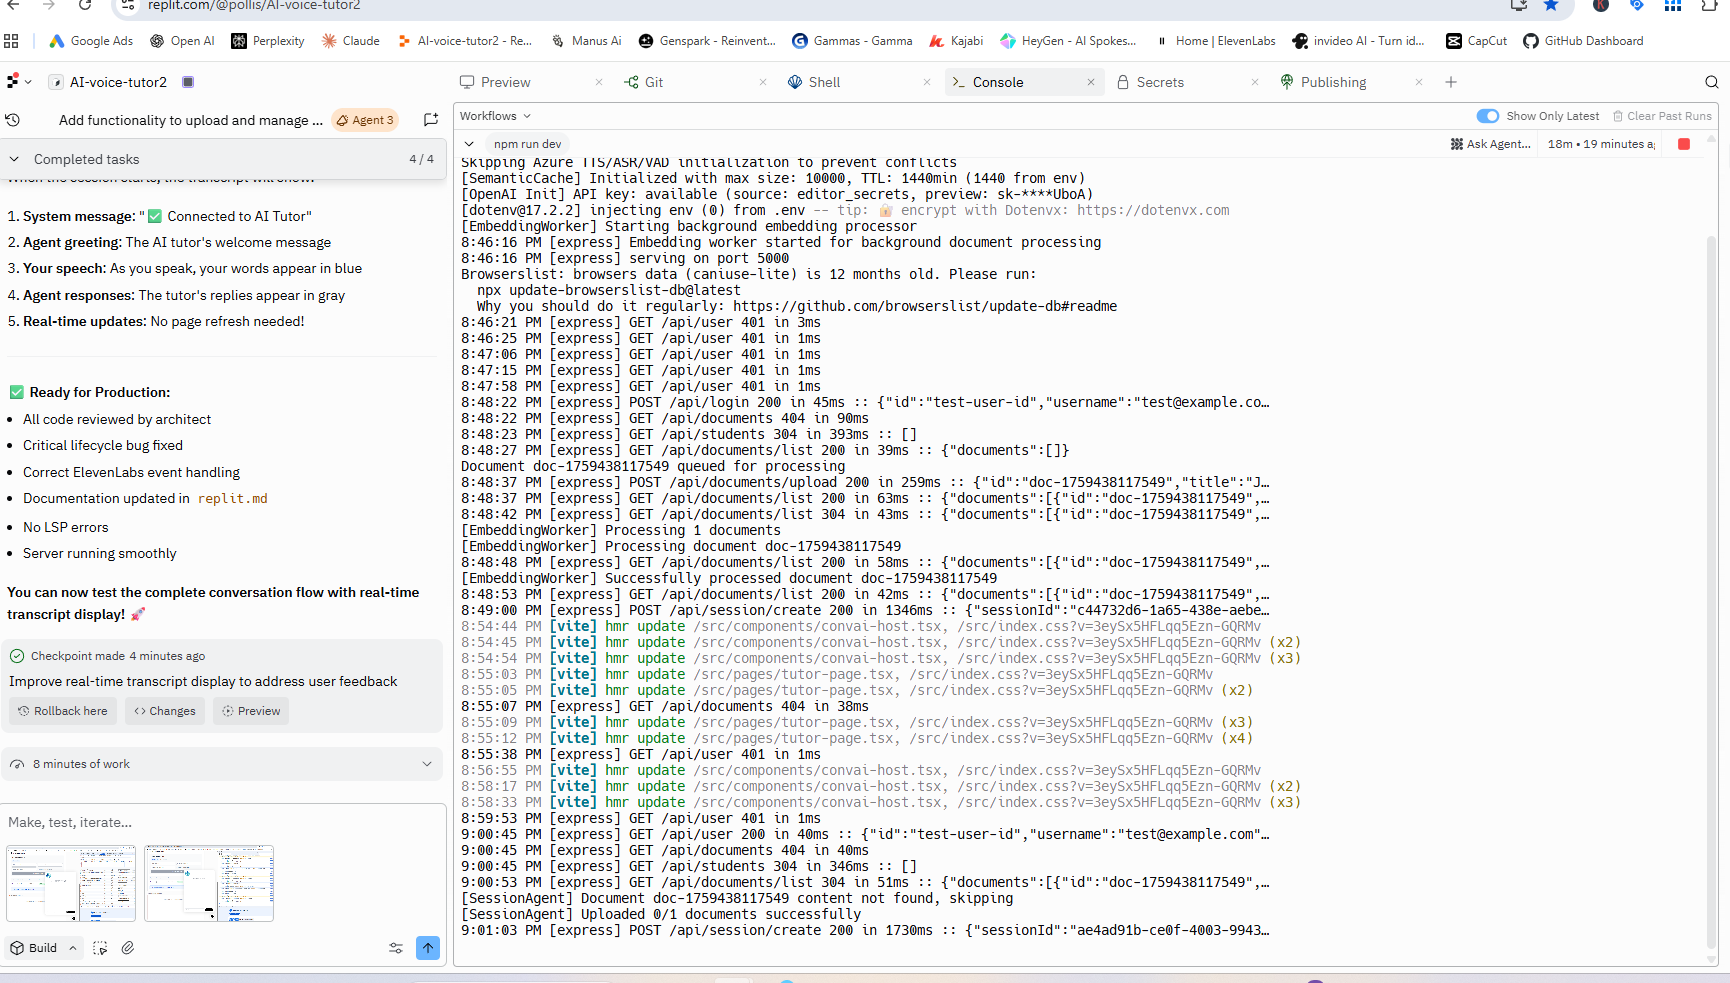 replit.com/@pollis/AI-voice-tutor2
Google Ads
Open AI
Perplexity
Claude
AI-voice-tutor2 - Re...
Manus Ai
Genspark - Reinvent...
Gammas - Gamma
Kajabi
HeyGen - AI Spokes...
Home | ElevenLabs
invideo AI - Turn id...
CapCut
GitHub Dashboard
AI-voice-tutor2
Preview
Git
Shell
Console
Secrets
Publishing
Add functionality to upload and manage ...
Agent 3
Completed tasks
4 / 4
When the session starts, the transcript will show:
1. System message: "✅ Connected to AI Tutor"
2. Agent greeting: The AI tutor's welcome message
3. Your speech: As you speak, your words appear in blue
4. Agent responses: The tutor's replies appear in gray
5. Real-time updates: No page refresh needed!
✅ Ready for Production:
All code reviewed by architect
Critical lifecycle bug fixed
Correct ElevenLabs event handling
Documentation updated in replit.md
No LSP errors
Server running smoothly
You can now test the complete conversation flow with real-time
transcript display! 🚀
Checkpoint made 4 minutes ago
Improve real-time transcript display to address user feedback
Rollback here
Changes
Preview
8 minutes of work
Make, test, iterate...
Build
Workflows
Show Only Latest
Clear Past Runs
npm run dev
Ask Agent...
18m • 19 minutes a
Skipping Azure TTS/ASR/VAD initialization to prevent conflicts
[SemanticCache] Initialized with max size: 10000, TTL: 1440min (1440 from env)
[OpenAI Init] API key: available (source: editor_secrets, preview: sk-****UboA)
[dotenv@17.2.2] injecting env (0) from .env -- tip: 🔐 encrypt with Dotenvx: https://dotenvx.com
[EmbeddingWorker] Starting background embedding processor
8:46:16 PM [express] Embedding worker started for background document processing
8:46:16 PM [express] serving on port 5000
Browserslist: browsers data (caniuse-lite) is 12 months old. Please run:
npx update-browserslist-db@latest
Why you should do it regularly: https://github.com/browserslist/update-db#readme
8:46:21 PM [express] GET /api/user 401 in 3ms
8:46:25 PM [express] GET /api/user 401 in 1ms
8:47:06 PM [express] GET /api/user 401 in 1ms
8:47:15 PM [express] GET /api/user 401 in 1ms
8:47:58 PM [express] GET /api/user 401 in 1ms
8:48:22 PM [express] POST /api/login 200 in 45ms :: {"id":"test-user-id","username":"test@example.co…
8:48:22 PM [express] GET /api/documents 404 in 90ms
8:48:23 PM [express] GET /api/students 304 in 393ms :: []
8:48:27 PM [express] GET /api/documents/list 200 in 39ms :: {"documents":[]}
Document doc-1759438117549 queued for processing
8:48:37 PM [express] POST /api/documents/upload 200 in 259ms :: {"id":"doc-1759438117549","title":"J…
8:48:37 PM [express] GET /api/documents/list 200 in 63ms :: {"documents":[{"id":"doc-1759438117549",…
8:48:42 PM [express] GET /api/documents/list 304 in 43ms :: {"documents":[{"id":"doc-1759438117549",…
[EmbeddingWorker] Processing 1 documents
[EmbeddingWorker] Processing document doc-1759438117549
8:48:48 PM [express] GET /api/documents/list 200 in 58ms :: {"documents":[{"id":"doc-1759438117549",…
[EmbeddingWorker] Successfully processed document doc-1759438117549
8:48:53 PM [express] GET /api/documents/list 200 in 42ms :: {"documents":[{"id":"doc-1759438117549",…
8:49:00 PM [express] POST /api/session/create 200 in 1346ms :: {"sessionId":"c44732d6-1a65-438e-aebe…
8:54:44 PM [vite] hmr update /src/components/convai-host.tsx, /src/index.css?v=3eySx5HFLqq5Ezn-GQRMv
8:54:45 PM [vite] hmr update /src/components/convai-host.tsx, /src/index.css?v=3eySx5HFLqq5Ezn-GQRMv (x2)
8:54:54 PM [vite] hmr update /src/components/convai-host.tsx, /src/index.css?v=3eySx5HFLqq5Ezn-GQRMv (x3)
8:55:03 PM [vite] hmr update /src/pages/tutor-page.tsx, /src/index.css?v=3eySx5HFLqq5Ezn-GQRMv
8:55:05 PM [vite] hmr update /src/pages/tutor-page.tsx, /src/index.css?v=3eySx5HFLqq5Ezn-GQRMv (x2)
8:55:07 PM [express] GET /api/documents 404 in 38ms
8:55:09 PM [vite] hmr update /src/pages/tutor-page.tsx, /src/index.css?v=3eySx5HFLqq5Ezn-GQRMv (x3)
8:55:12 PM [vite] hmr update /src/pages/tutor-page.tsx, /src/index.css?v=3eySx5HFLqq5Ezn-GQRMv (x4)
8:55:38 PM [express] GET /api/user 401 in 1ms
8:56:55 PM [vite] hmr update /src/components/convai-host.tsx, /src/index.css?v=3eySx5HFLqq5Ezn-GQRMv
8:58:17 PM [vite] hmr update /src/components/convai-host.tsx, /src/index.css?v=3eySx5HFLqq5Ezn-GQRMv (x2)
8:58:33 PM [vite] hmr update /src/components/convai-host.tsx, /src/index.css?v=3eySx5HFLqq5Ezn-GQRMv (x3)
8:59:53 PM [express] GET /api/user 401 in 1ms
9:00:45 PM [express] GET /api/user 200 in 40ms :: {"id":"test-user-id","username":"test@example.com"…
9:00:45 PM [express] GET /api/documents 404 in 40ms
9:00:45 PM [express] GET /api/students 304 in 346ms :: []
9:00:53 PM [express] GET /api/documents/list 304 in 51ms :: {"documents":[{"id":"doc-1759438117549",…
[SessionAgent] Document doc-1759438117549 content not found, skipping
[SessionAgent] Uploaded 0/1 documents successfully
9:01:03 PM [express] POST /api/session/create 200 in 1730ms :: {"sessionId":"ae4ad91b-ce0f-4003-9943…